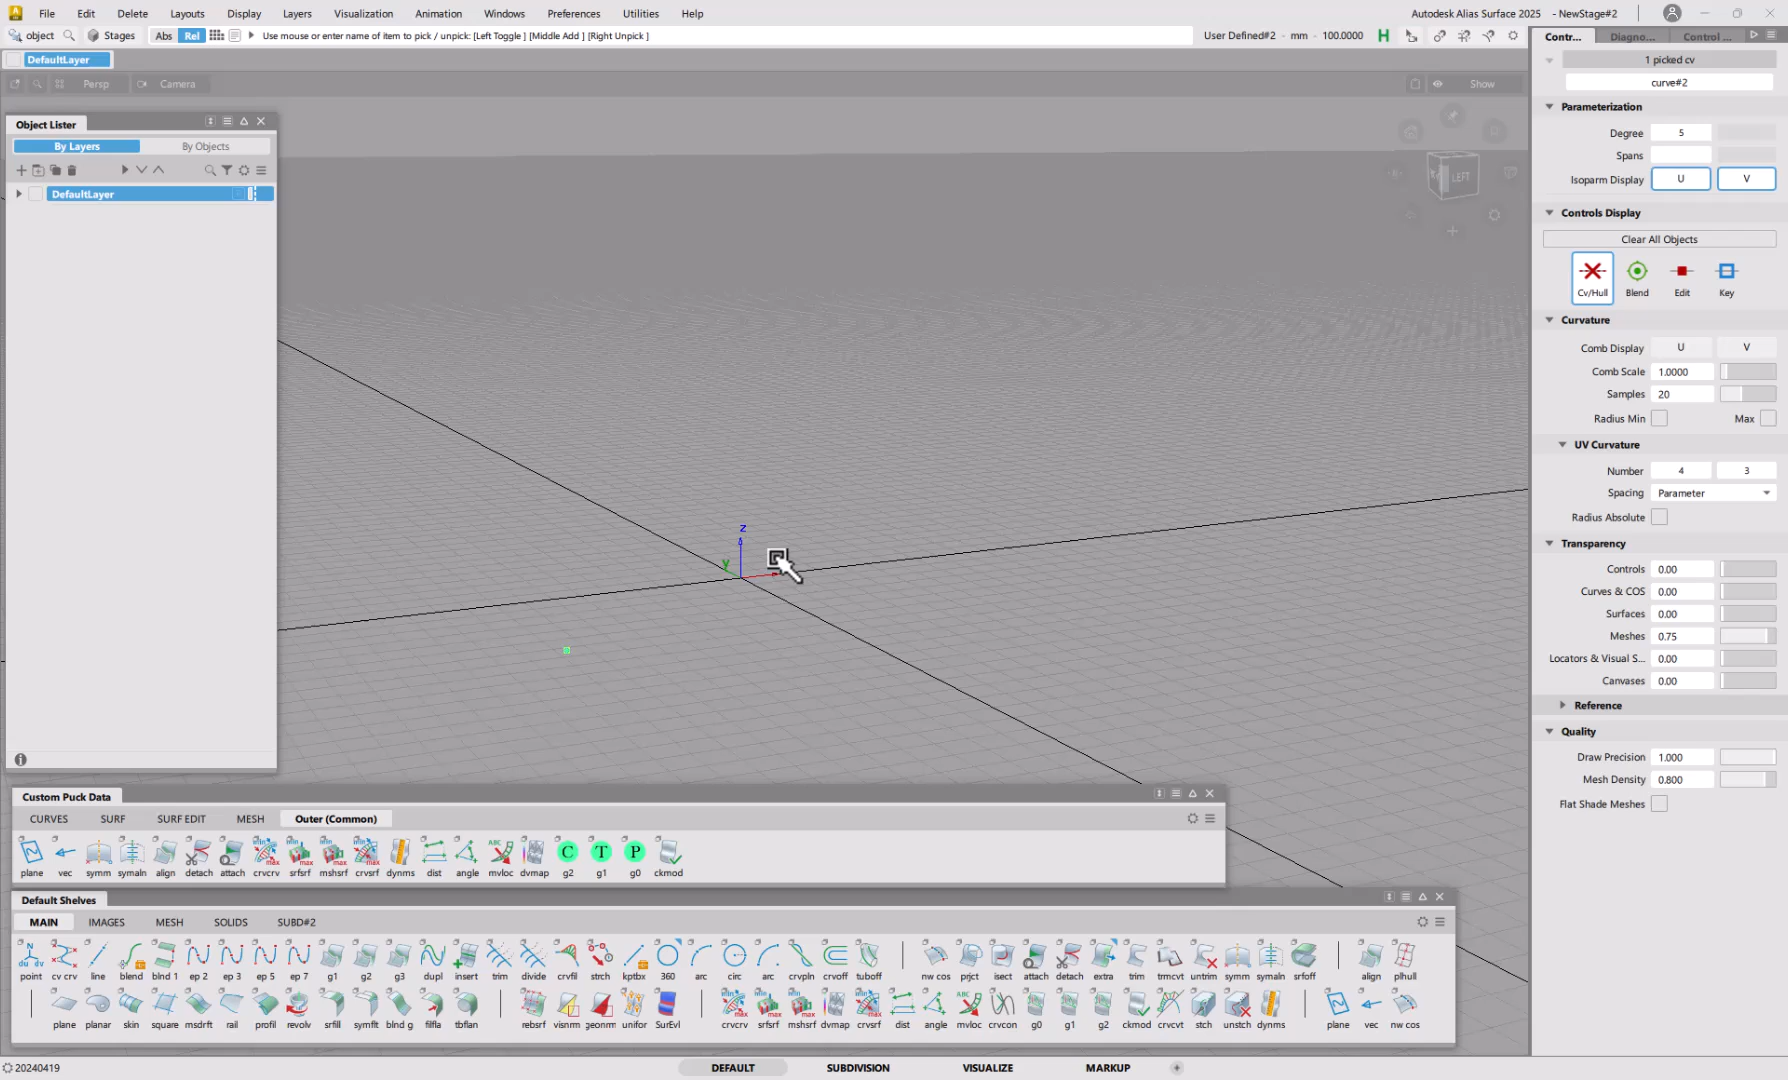 File Edit Delete Layouts Display Layers Visualization Animation Windows Preferences Utilities Help
Autodesk Alias Surface 2025 - NewStage#2
object Stages Abs Rel Use mouse or enter name of item to pick / unpick: [Left Toggle ] [Middle Add ] [Right Unpick ]
User Defined#2 - mm - 100.0000 H
DefaultLayer
Persp Camera Show
LEFT
Object Lister
By Layers By Objects
DefaultLayer
z
y
Contr... Diagno... Control ...
1 picked cv
curve#2
Parameterization
Degree 5
Spans
Isoparm Display U V
Controls Display
Clear All Objects
Cv/Hull Blend Edit Key
Curvature
Comb Display U V
Comb Scale 1.0000
Samples 20
Radius Min Max
UV Curvature
Number 4 3
Spacing Parameter
Radius Absolute
Transparency
Controls 0.00
Curves & COS 0.00
Surfaces 0.00
Meshes 0.75
Locators & Visual S... 0.00
Canvases 0.00
Reference
Quality
Draw Precision 1.000
Mesh Density 0.800
Flat Shade Meshes
Custom Puck Data
CURVES SURF SURF EDIT MESH Outer (Common)
C T P
plane vec symm symaln align detach attach crvcrv srfsrf mshsrf crvsrf dynms dist angle mvloc dvmap g2 g1 g0 ckmod
Default Shelves
MAIN IMAGES MESH SOLIDS SUBD#2
point cv crv line blend blnd 1 ep 2 ep 3 ep 5 ep 7 g1 g2 g3 dupl insert trim divide crvfil strch kptbx 360 arc circ arc crvpln crvoff tuboff nw cos prjct isect attach detach extra trim trmcvt untrim symm symaln srfoff align plhull
plane planar skin square msdrft rail profil revolv srfill symflt blnd g filfla tbflan rebsrf visnrm geonrm unifor SurEvl crvcrv srfsrf mshsrf dvmap crvsrf dist angle mvloc crvcon g0 g1 g2 ckmod crvcvt stch unstch dynms plane vec nw cos
20240419
DEFAULT SUBDIVISION VISUALIZE MARKUP +